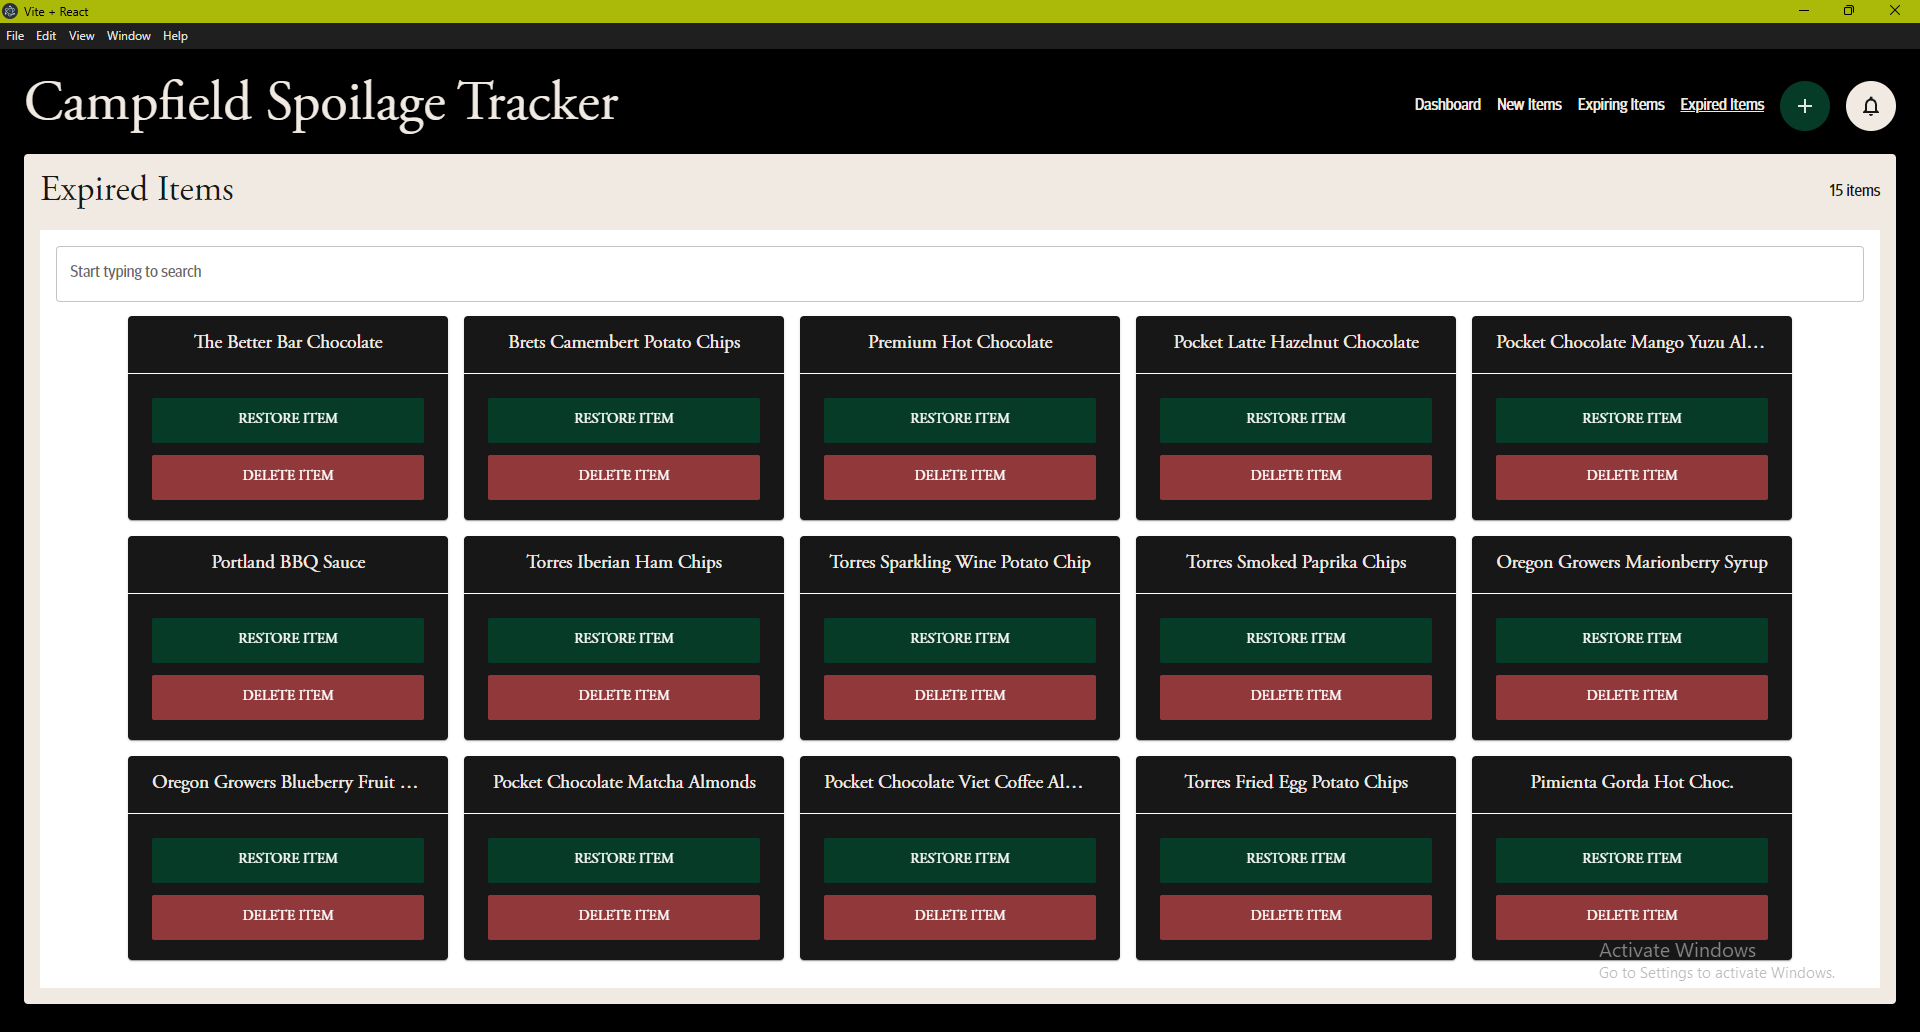 Vite + React
File Edit View Window Help
Campfield Spoilage Tracker
Dashboard New Items Expiring Items Expired Items
Expired Items
15 items
Start typing to search
The Better Bar Chocolate
Brets Camembert Potato Chips
Premium Hot Chocolate
Pocket Latte Hazelnut Chocolate
Pocket Chocolate Mango Yuzu Al...
RESTORE ITEM
RESTORE ITEM
RESTORE ITEM
RESTORE ITEM
RESTORE ITEM
DELETE ITEM
DELETE ITEM
DELETE ITEM
DELETE ITEM
DELETE ITEM
Portland BBQ Sauce
Torres Iberian Ham Chips
Torres Sparkling Wine Potato Chip
Torres Smoked Paprika Chips
Oregon Growers Marionberry Syrup
RESTORE ITEM
RESTORE ITEM
RESTORE ITEM
RESTORE ITEM
RESTORE ITEM
DELETE ITEM
DELETE ITEM
DELETE ITEM
DELETE ITEM
DELETE ITEM
Oregon Growers Blueberry Fruit ...
Pocket Chocolate Matcha Almonds
Pocket Chocolate Viet Coffee Al...
Torres Fried Egg Potato Chips
Pimienta Gorda Hot Choc.
RESTORE ITEM
RESTORE ITEM
RESTORE ITEM
RESTORE ITEM
RESTORE ITEM
DELETE ITEM
DELETE ITEM
DELETE ITEM
DELETE ITEM
DELETE ITEM
Activate Windows
Go to Settings to activate Windows.